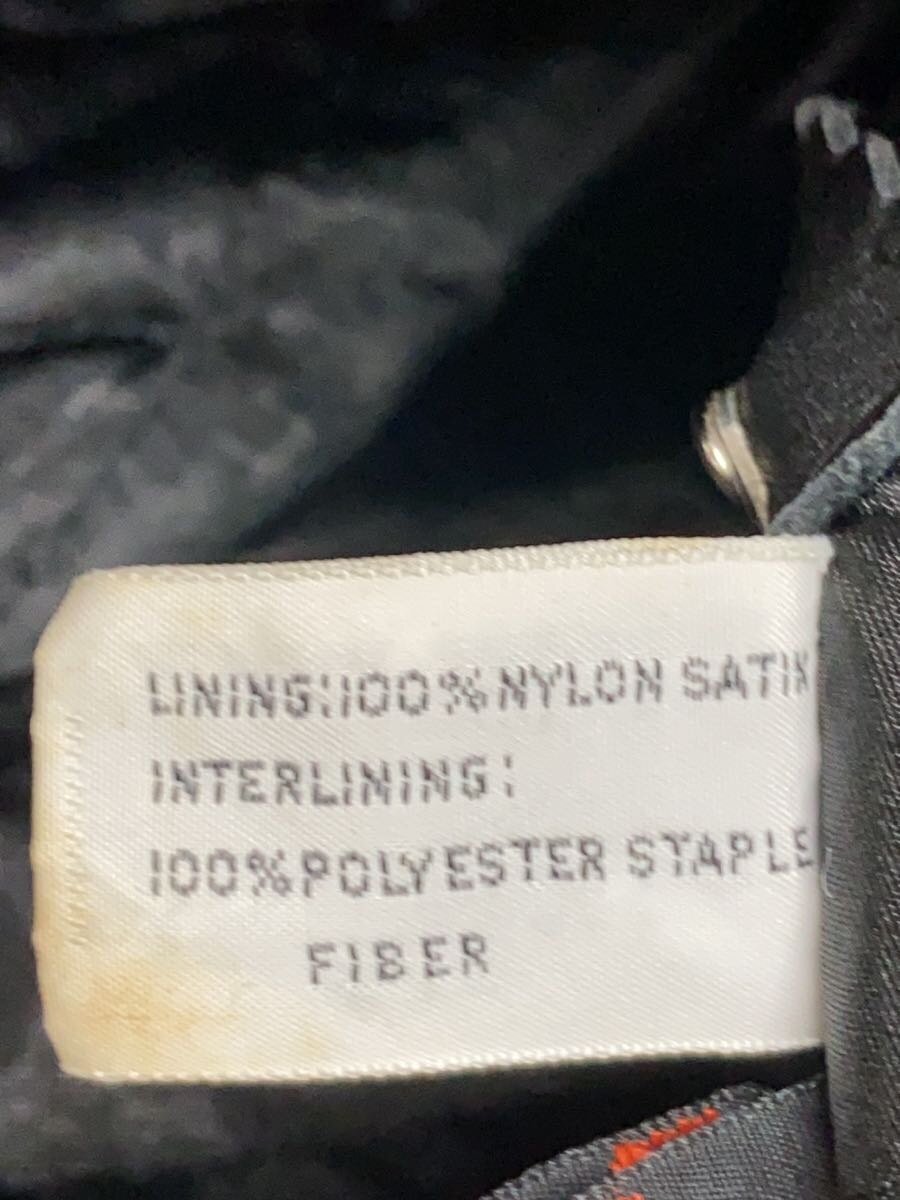 LINING:100%NYLON SATIN
INTERLINING:
100%POLYESTER STAPLE
FIBER